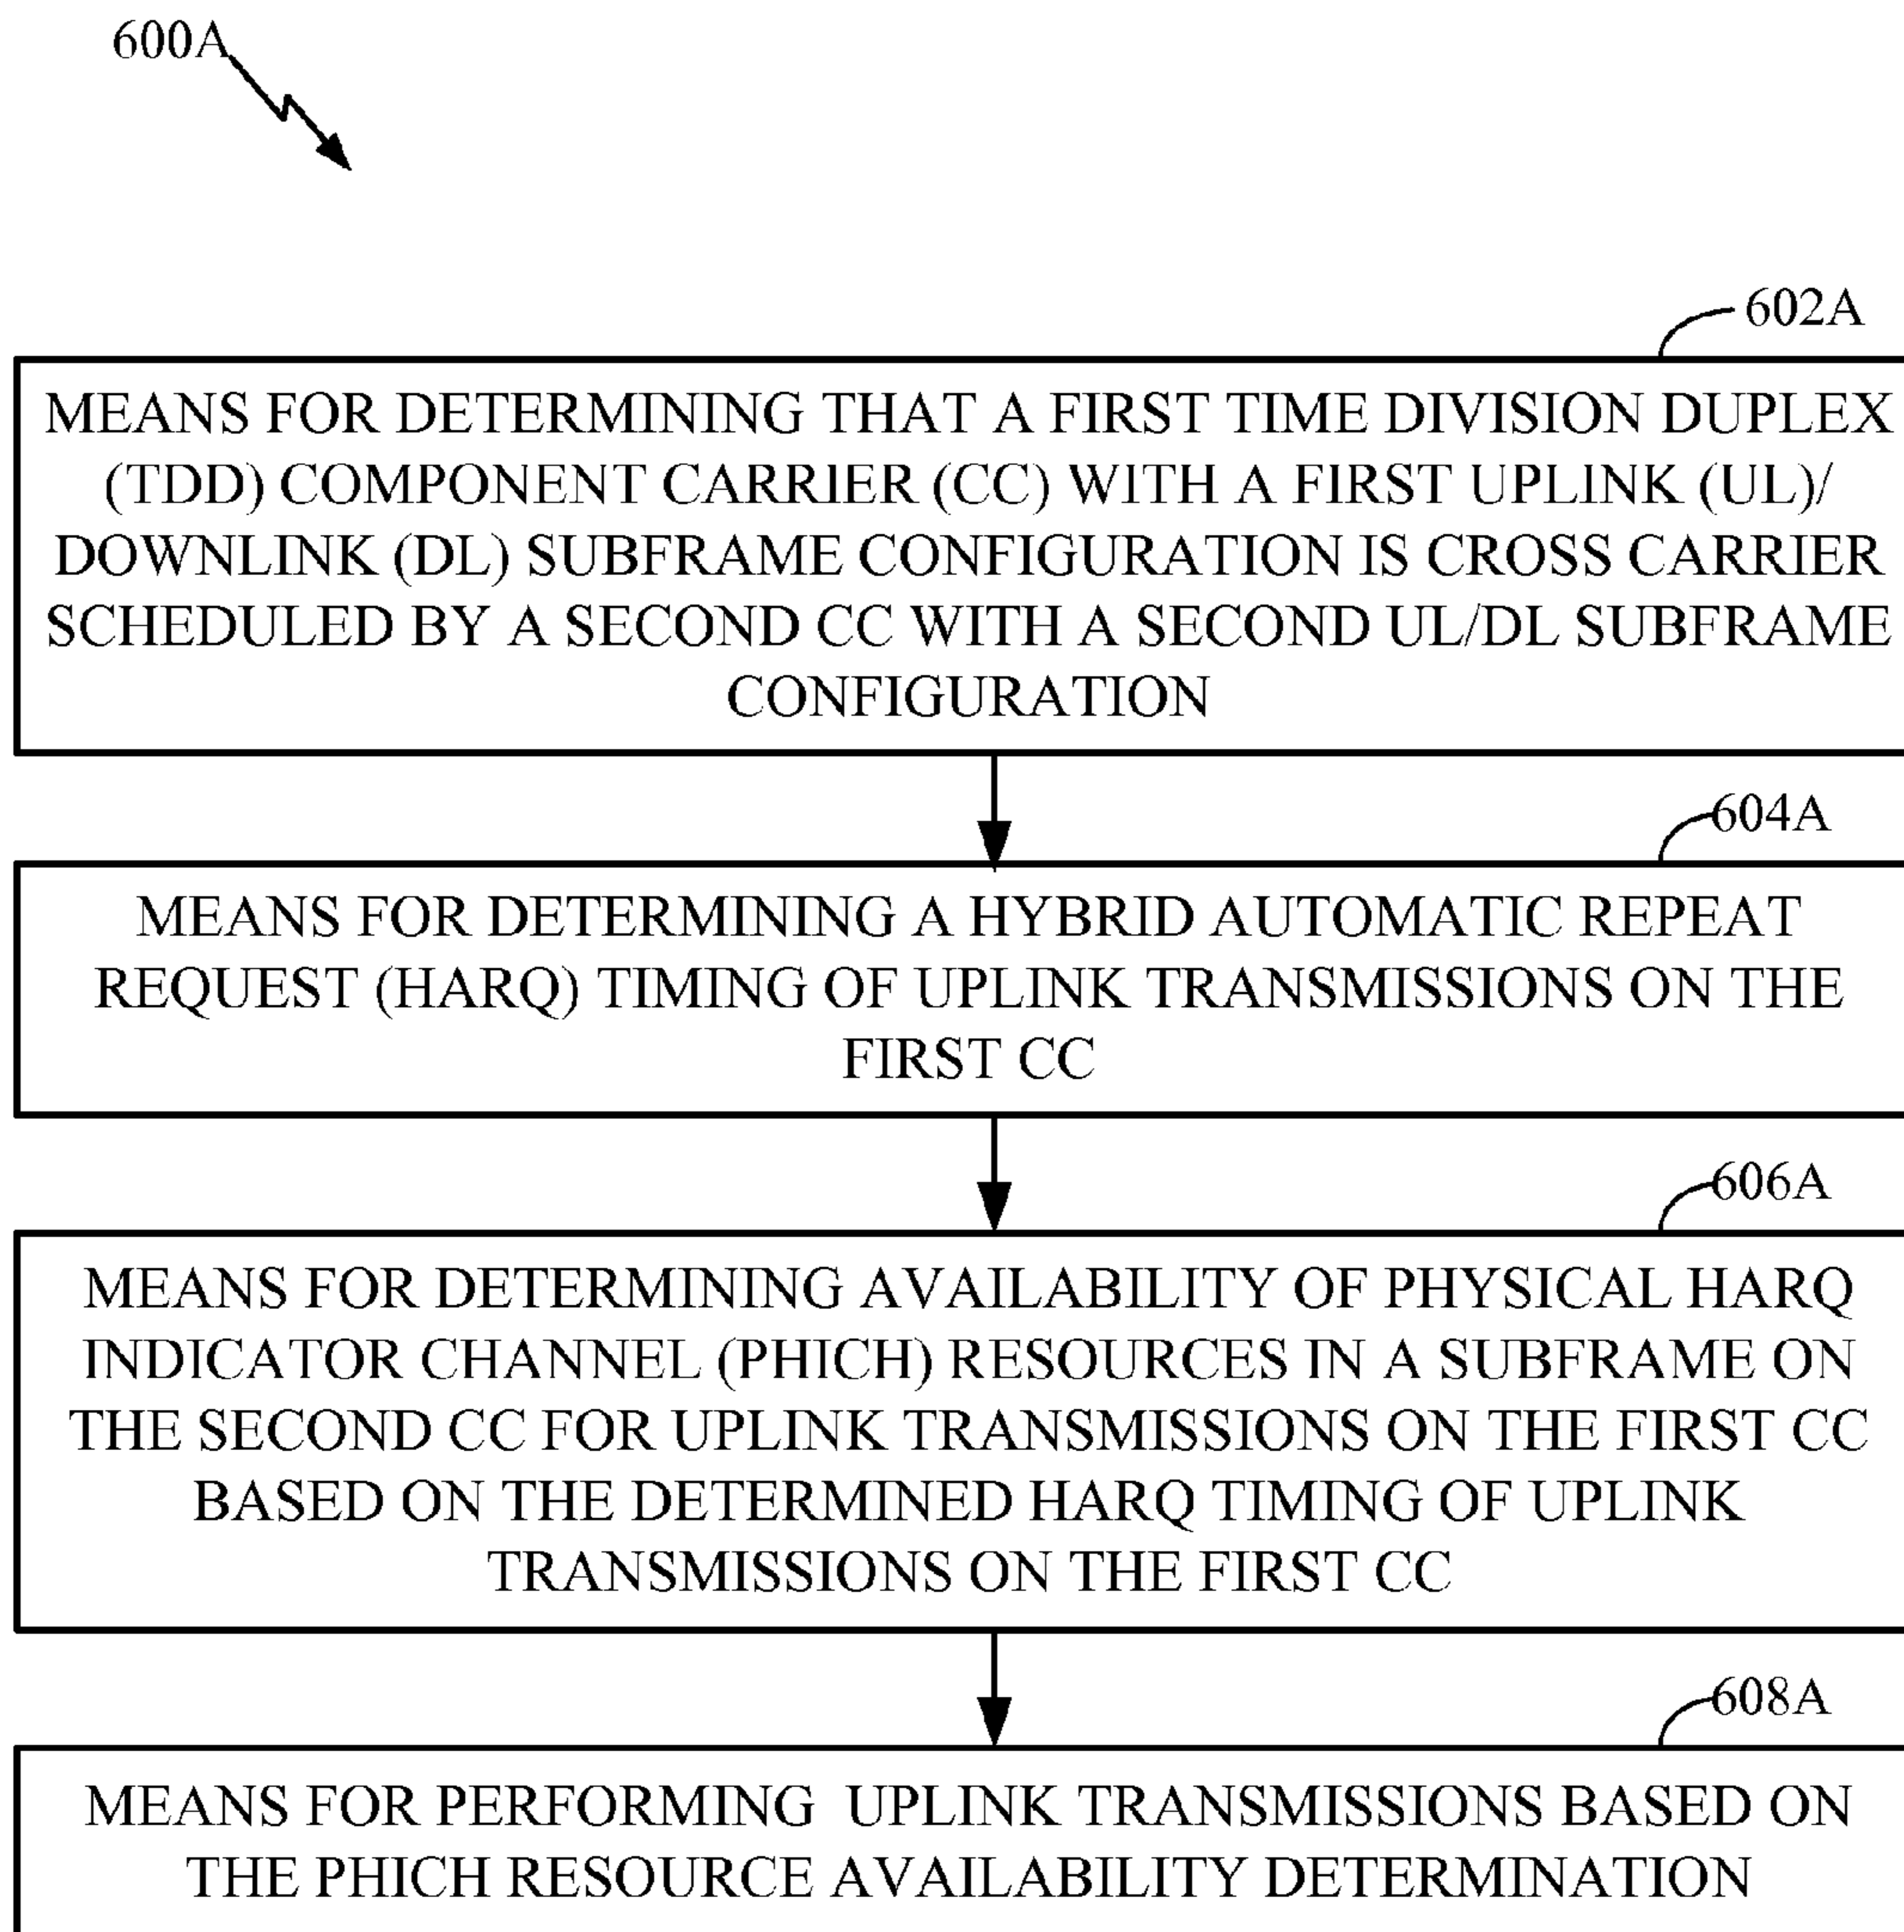 600A
602A
MEANS FOR DETERMINING THAT A FIRST TIME DIVISION DUPLEX
(TDD) COMPONENT CARRIER (CC) WITH A FIRST UPLINK (UL)/
DOWNLINK (DL) SUBFRAME CONFIGURATION IS CROSS CARRIER
SCHEDULED BY A SECOND CC WITH A SECOND UL/DL SUBFRAME
CONFIGURATION
604A
MEANS FOR DETERMINING A HYBRID AUTOMATIC REPEAT
REQUEST (HARQ) TIMING OF UPLINK TRANSMISSIONS ON THE
FIRST CC
606A
MEANS FOR DETERMINING AVAILABILITY OF PHYSICAL HARQ
INDICATOR CHANNEL (PHICH) RESOURCES IN A SUBFRAME ON
THE SECOND CC FOR UPLINK TRANSMISSIONS ON THE FIRST CC
BASED ON THE DETERMINED HARQ TIMING OF UPLINK
TRANSMISSIONS ON THE FIRST CC
608A
MEANS FOR PERFORMING UPLINK TRANSMISSIONS BASED ON
THE PHICH RESOURCE AVAILABILITY DETERMINATION